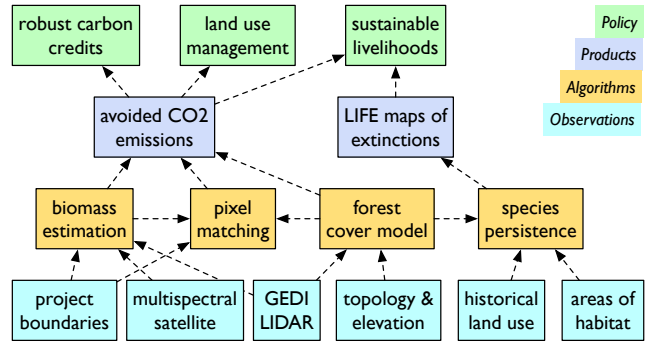 robust carbon
credits
land use
management
sustainable
livelihoods
Policy
Products
Algorithms
Observations
avoided CO2
emissions
LIFE maps of
extinctions
biomass
estimation
pixel
matching
forest
cover model
species
persistence
project
boundaries
multispectral
satellite
GEDI
LIDAR
topology &
elevation
historical
land use
areas of
habitat